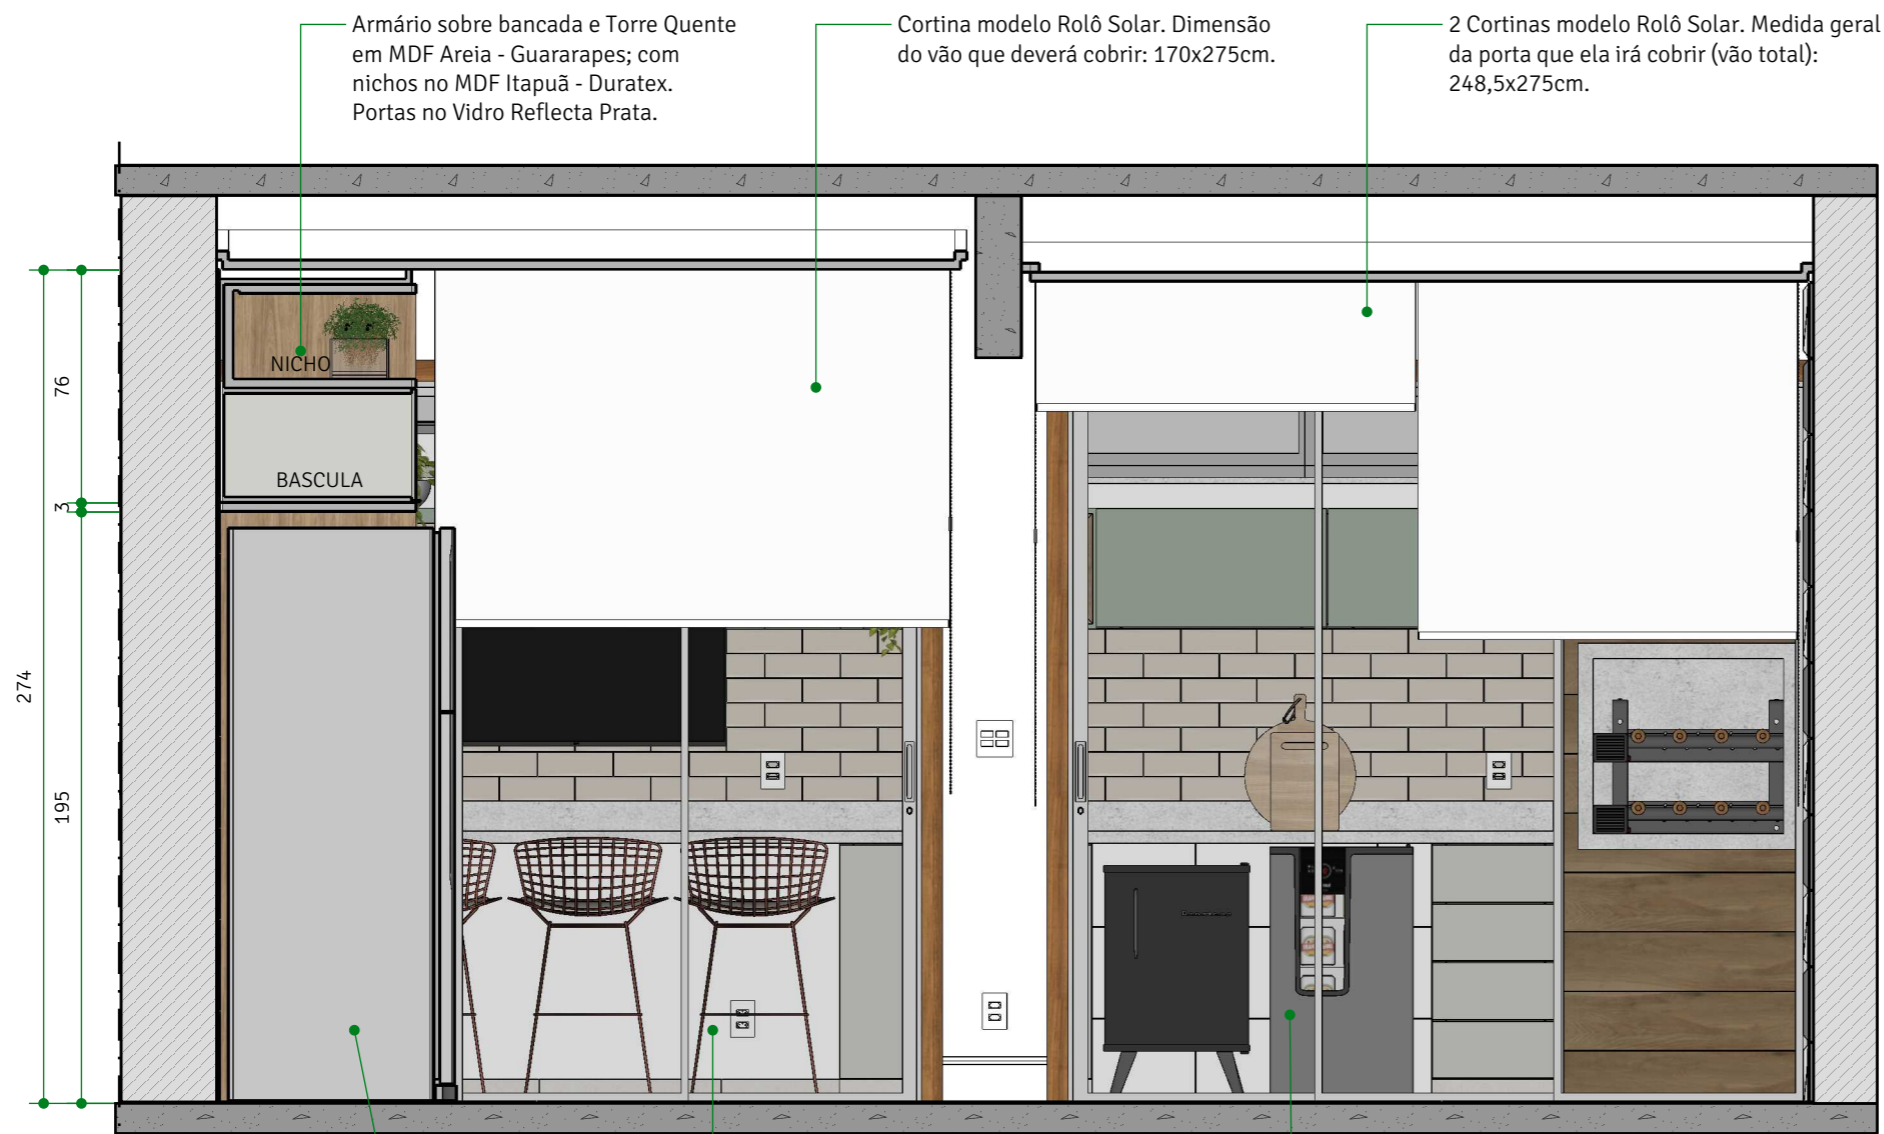 Armário sobre bancada e Torre Quente
em MDF Areia - Guararapes; com
nichos no MDF Itapuã - Duratex.
Portas no Vidro Reflecta Prata.
Cortina modelo Rolô Solar. Dimensão
do vão que deverá cobrir: 170x275cm.
2 Cortinas modelo Rolô Solar. Medida geral
da porta que ela irá cobrir (vão total):
248,5x275cm.
NICHO
BASCULA
76
3
274
195